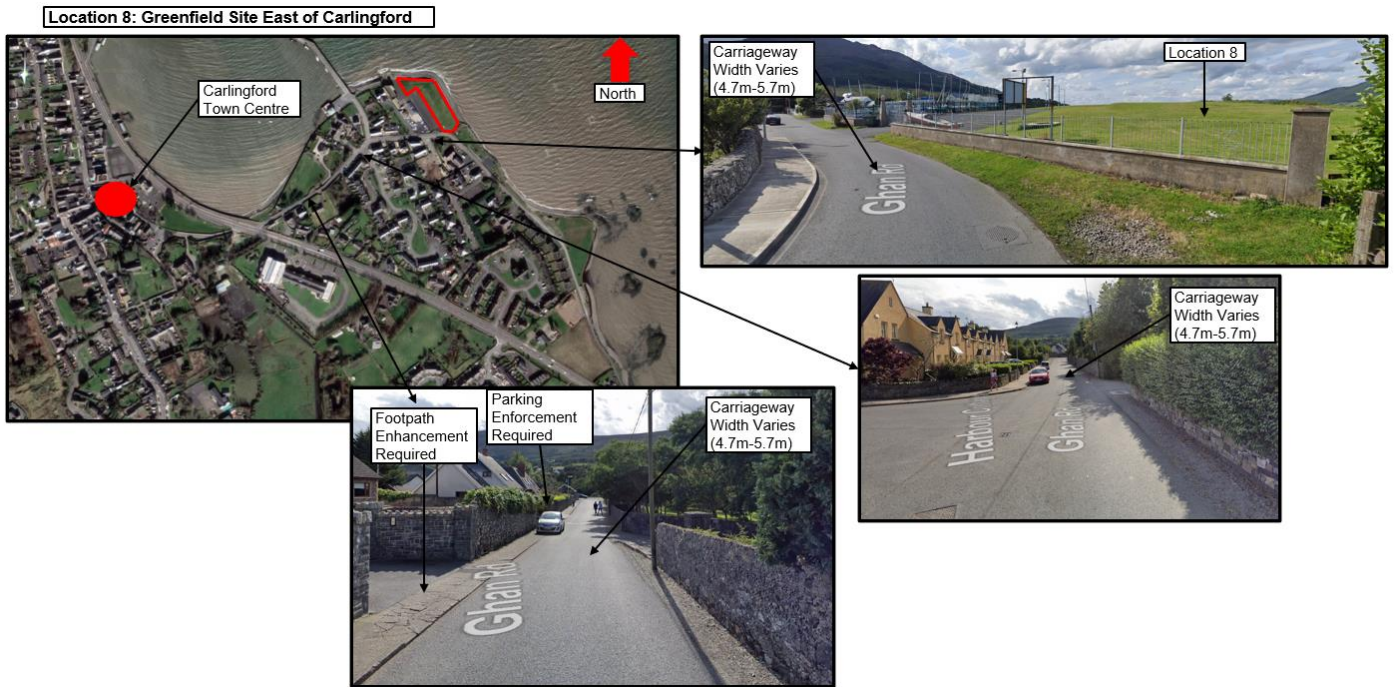 Location 8: Greenfield Site East of Carlingford
Carlingford
Town Centre
North
Carriageway
Width Varies
(4.7m-5.7m)
Location 8
Ghan Rd
Carriageway
Width Varies
(4.7m-5.7m)
Ghan Rd
Footpath
Enhancement
Required
Parking
Enforcement
Required
Carriageway
Width Varies
(4.7m-5.7m)
Ghan Rd